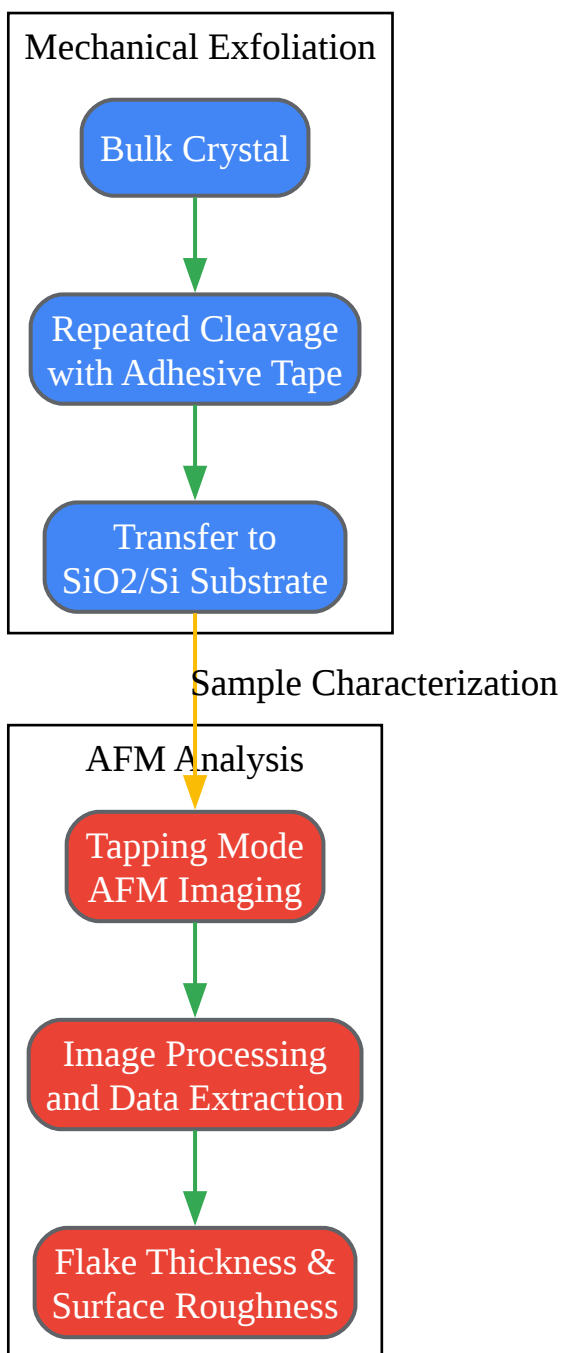 Mechanical Exfoliation
Bulk Crystal
Repeated Cleavage
with Adhesive Tape
Transfer to
SiO2/Si Substrate
Sample Characterization
AFM Analysis
Tapping Mode
AFM Imaging
Image Processing
and Data Extraction
Flake Thickness &
Surface Roughness